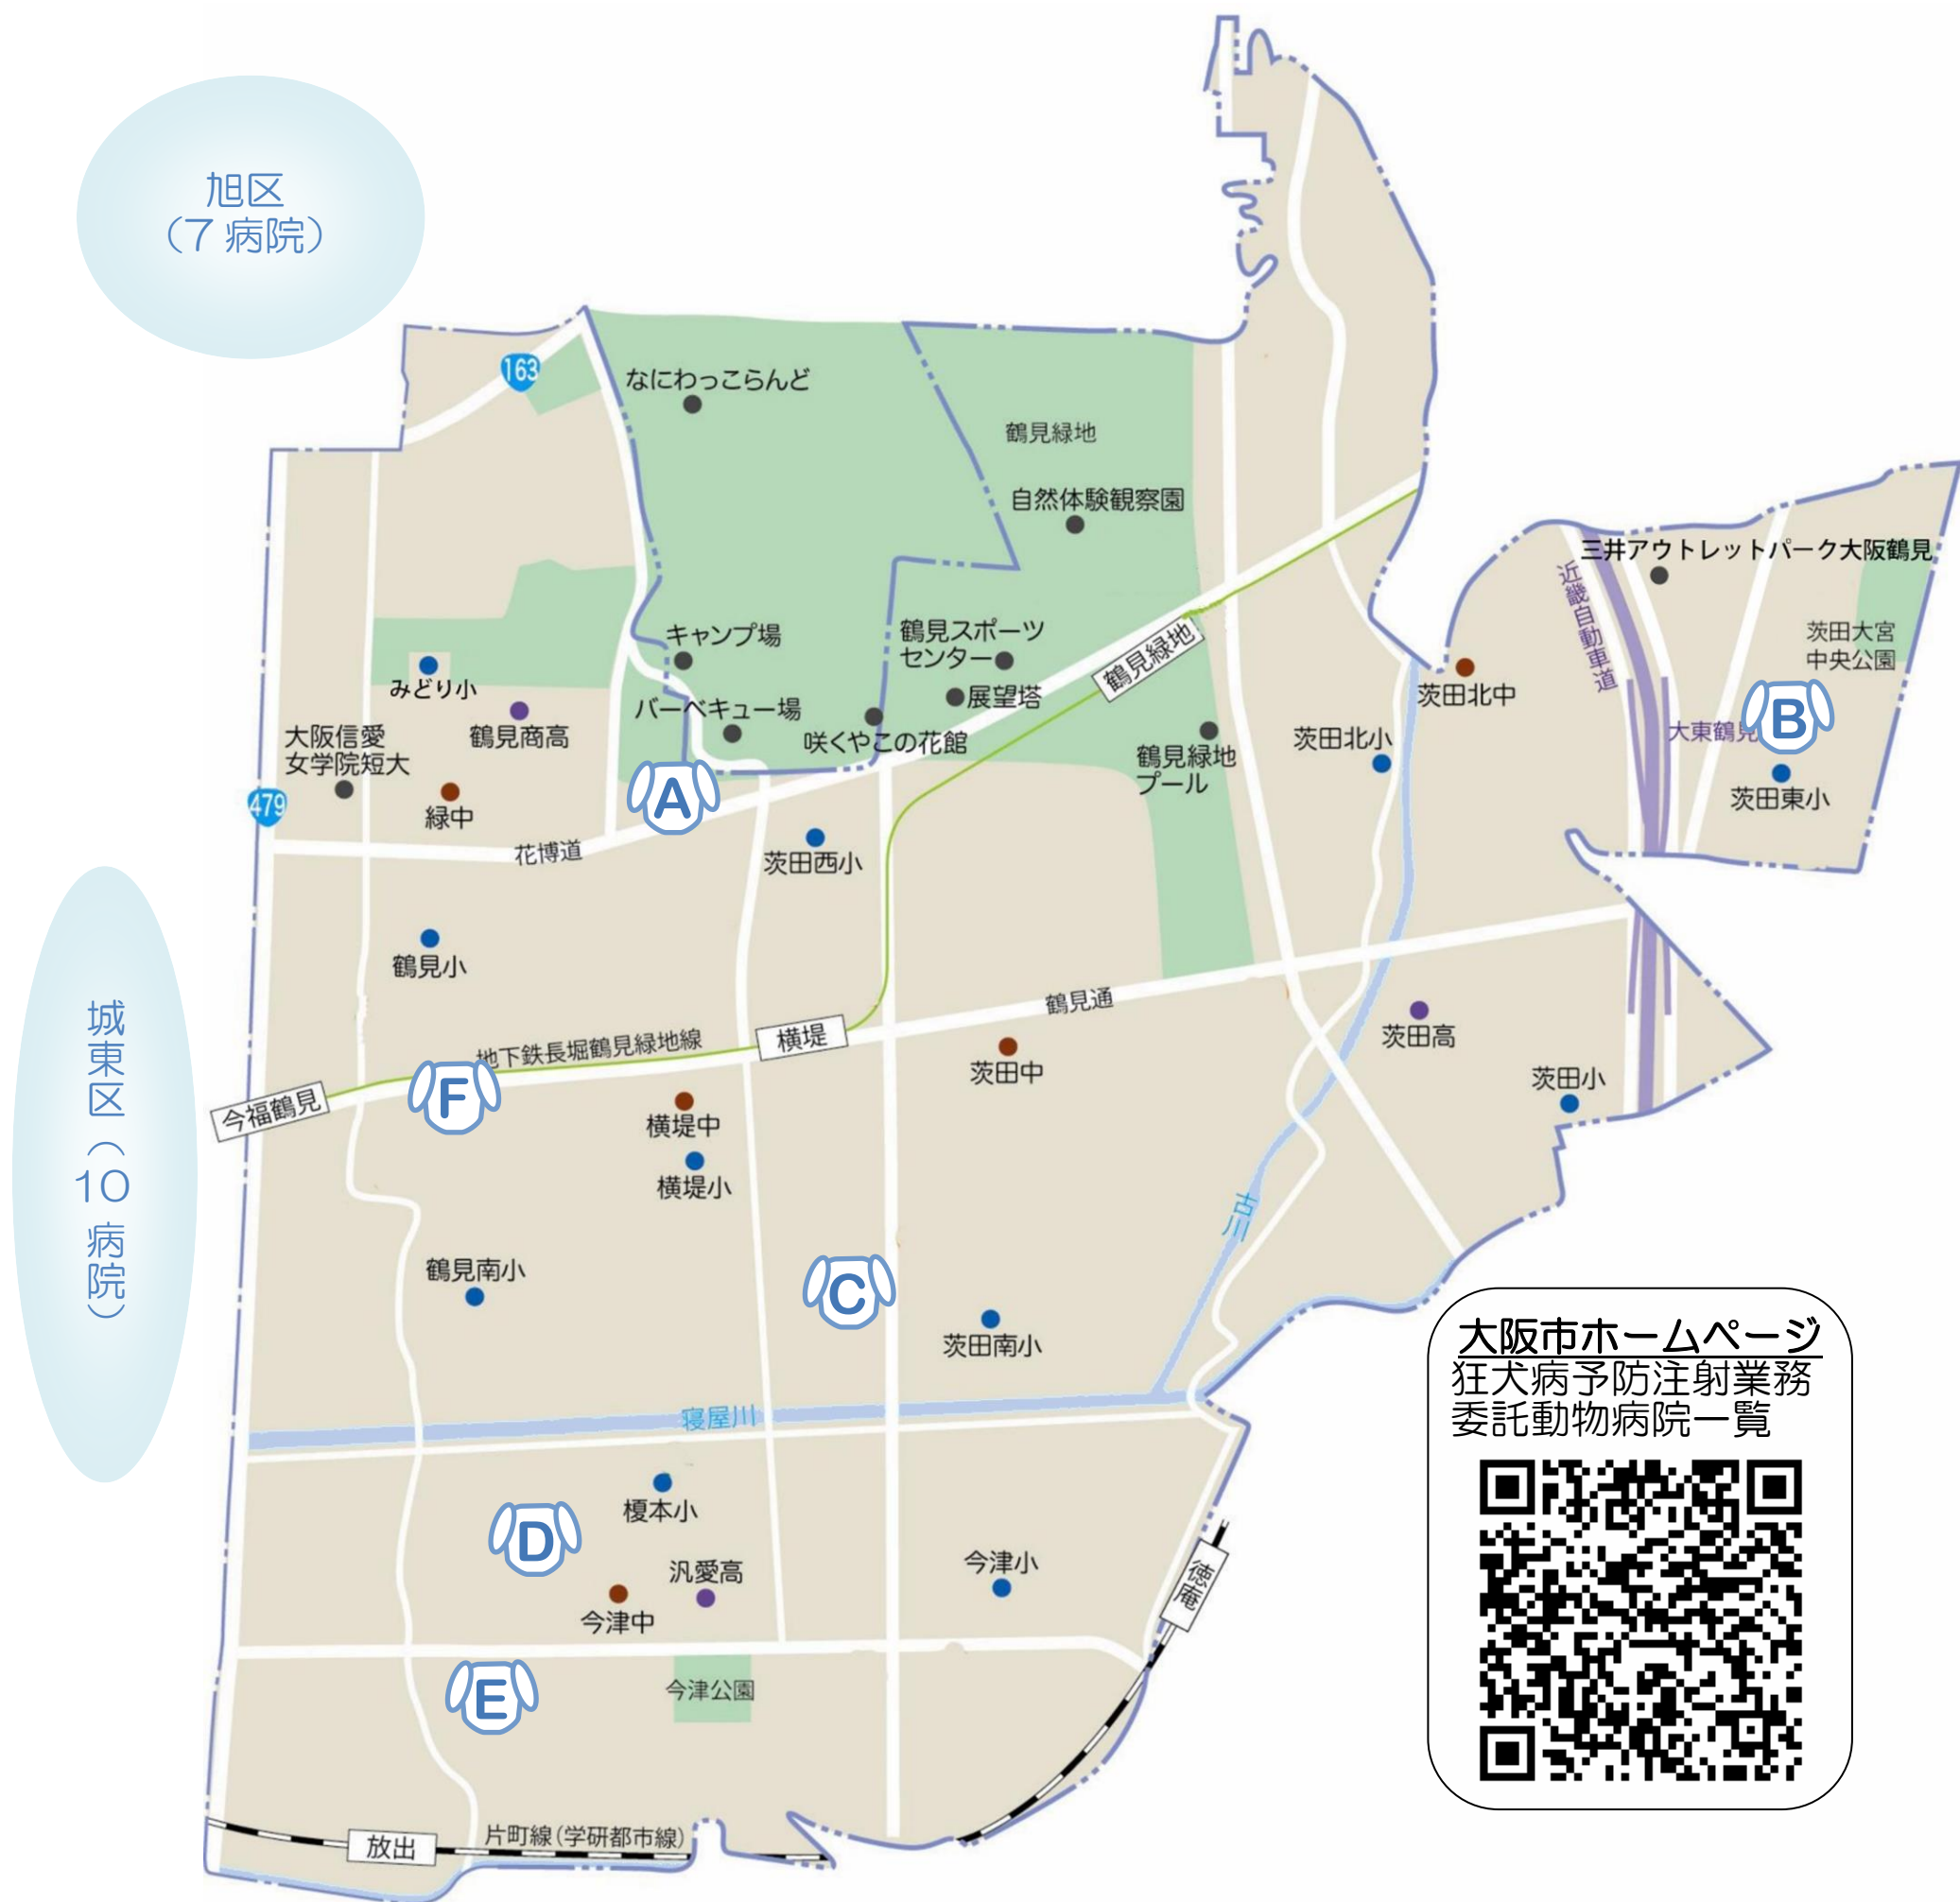 旭区
（7病院）
163
なにわっこらんど
鶴見緑地
自然体験観察園
三井アウトレットパーク大阪鶴見
近畿自動車道
茨田大宮
中央公園
キャンプ場
鶴見スポーツ
センター
鶴見緑地
みどり小
茨田北中
バーベキュー場
展望塔
鶴見商高
大阪信愛
女学院短大
咲くやこの花館
鶴見緑地
プール
茨田北小
大東鶴見
B
A
479
緑中
茨田東小
花博道
茨田西小
鶴見小
鶴見通
城東区（10病院）
地下鉄長堀鶴見緑地線
横堤
茨田高
茨田中
茨田小
今福鶴見
F
横堤中
横堤小
古川
鶴見南小
C
茨田南小
寝屋川
大阪市ホームページ
狂犬病予防注射業務
委託動物病院一覧
榎本小
D
汎愛高
今津小
今津中
徳庵
E
今津公園
放出
片町線（学研都市線）